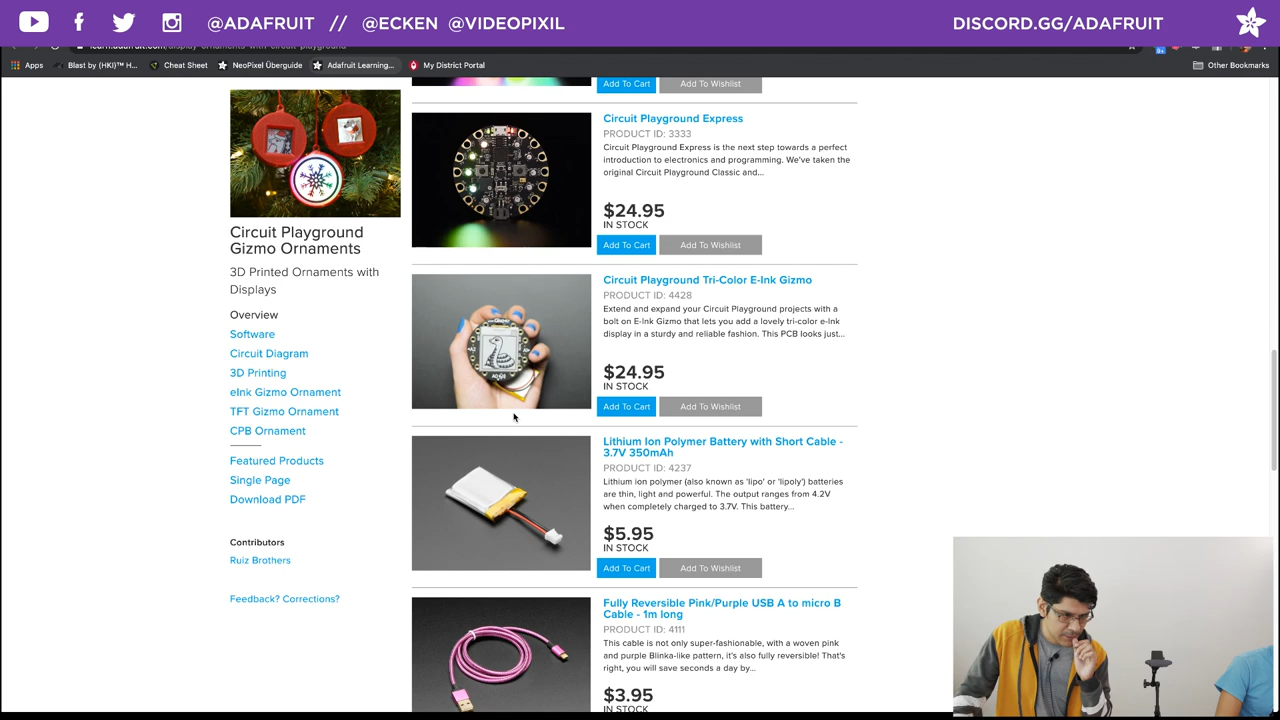 @ADAFRUIT // @ECKEN @VIDEOPIXIL
DISCORD.GG/ADAFRUIT
learn.adafruit.com/display-ornaments-with-circuit-playground
Apps
Blast by (HKI)™ H...
Cheat Sheet
NeoPixel Überguide
Adafruit Learning...
My District Portal
Other Bookmarks
Circuit Playground
Gizmo Ornaments
3D Printed Ornaments with
Displays
Overview
Software
Circuit Diagram
3D Printing
eInk Gizmo Ornament
TFT Gizmo Ornament
CPB Ornament
Featured Products
Single Page
Download PDF
Contributors
Ruiz Brothers
Feedback? Corrections?
Add To Cart
Add To Wishlist
Circuit Playground Express
PRODUCT ID: 3333
Circuit Playground Express is the next step towards a perfect
introduction to electronics and programming. We've taken the
original Circuit Playground Classic and...
$24.95
IN STOCK
Add To Cart
Add To Wishlist
Circuit Playground Tri-Color E-Ink Gizmo
PRODUCT ID: 4428
Extend and expand your Circuit Playground projects with a
bolt on E-Ink Gizmo that lets you add a lovely tri-color e-ink
display in a sturdy and reliable fashion. This PCB looks just...
$24.95
IN STOCK
Add To Cart
Add To Wishlist
Lithium Ion Polymer Battery with Short Cable -
3.7V 350mAh
PRODUCT ID: 4237
Lithium ion polymer (also known as 'lipo' or 'lipoly') batteries
are thin, light and powerful. The output ranges from 4.2V
when completely charged to 3.7V. This battery...
$5.95
IN STOCK
Add To Cart
Add To Wishlist
Fully Reversible Pink/Purple USB A to micro B
Cable - 1m long
PRODUCT ID: 4111
This cable is not only super-fashionable, with a woven pink
and purple Blinka-like pattern, it's also fully reversible! That's
right, you will save seconds a day by...
$3.95
IN STOCK